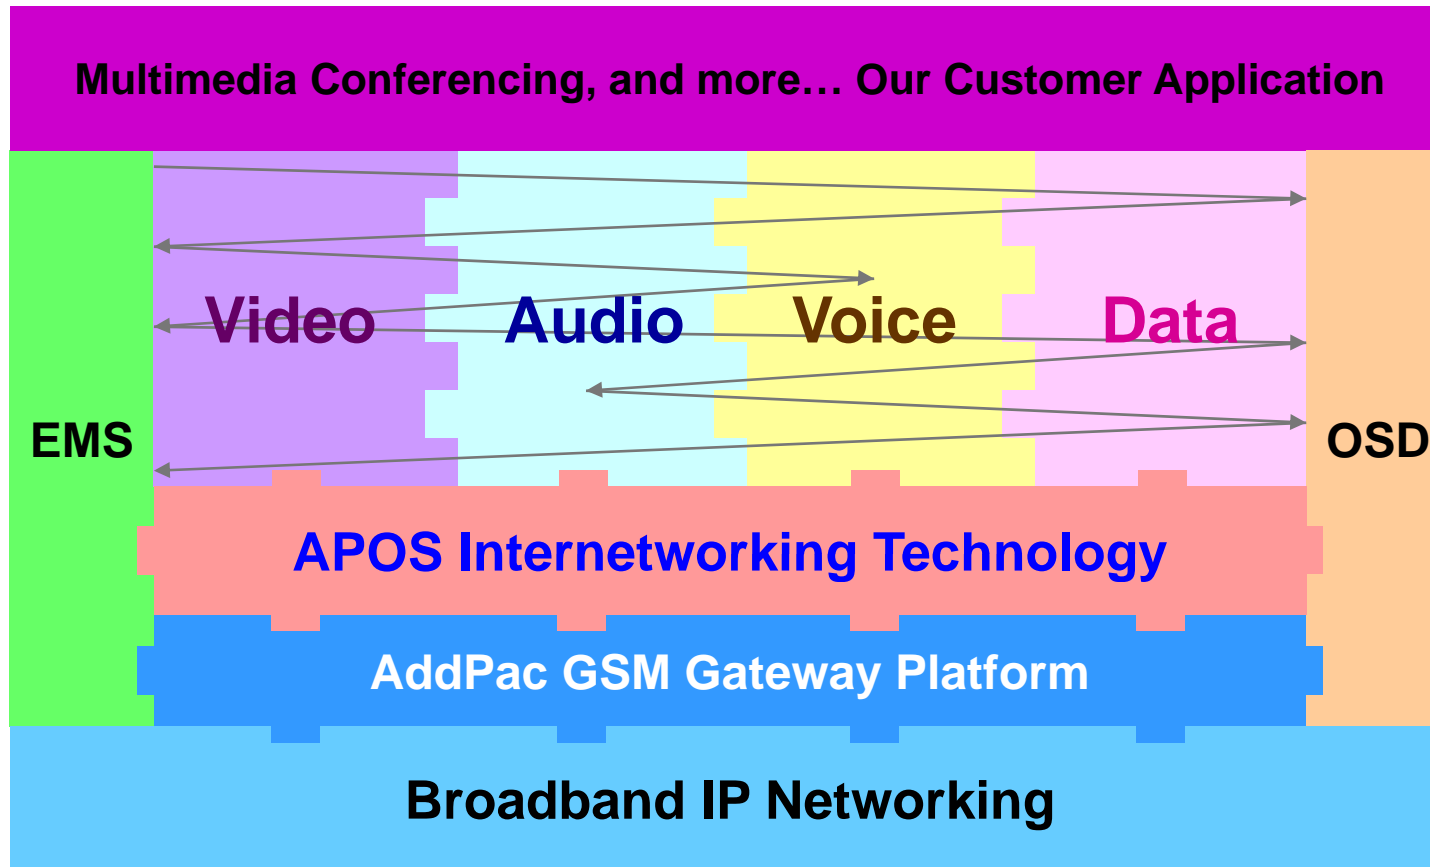 Multimedia Conferencing, and more… Our Customer Application
Video Audio Voice Data
EMS
OSD
APOS Internetworking Technology
AddPac GSM Gateway Platform
Broadband IP Networking